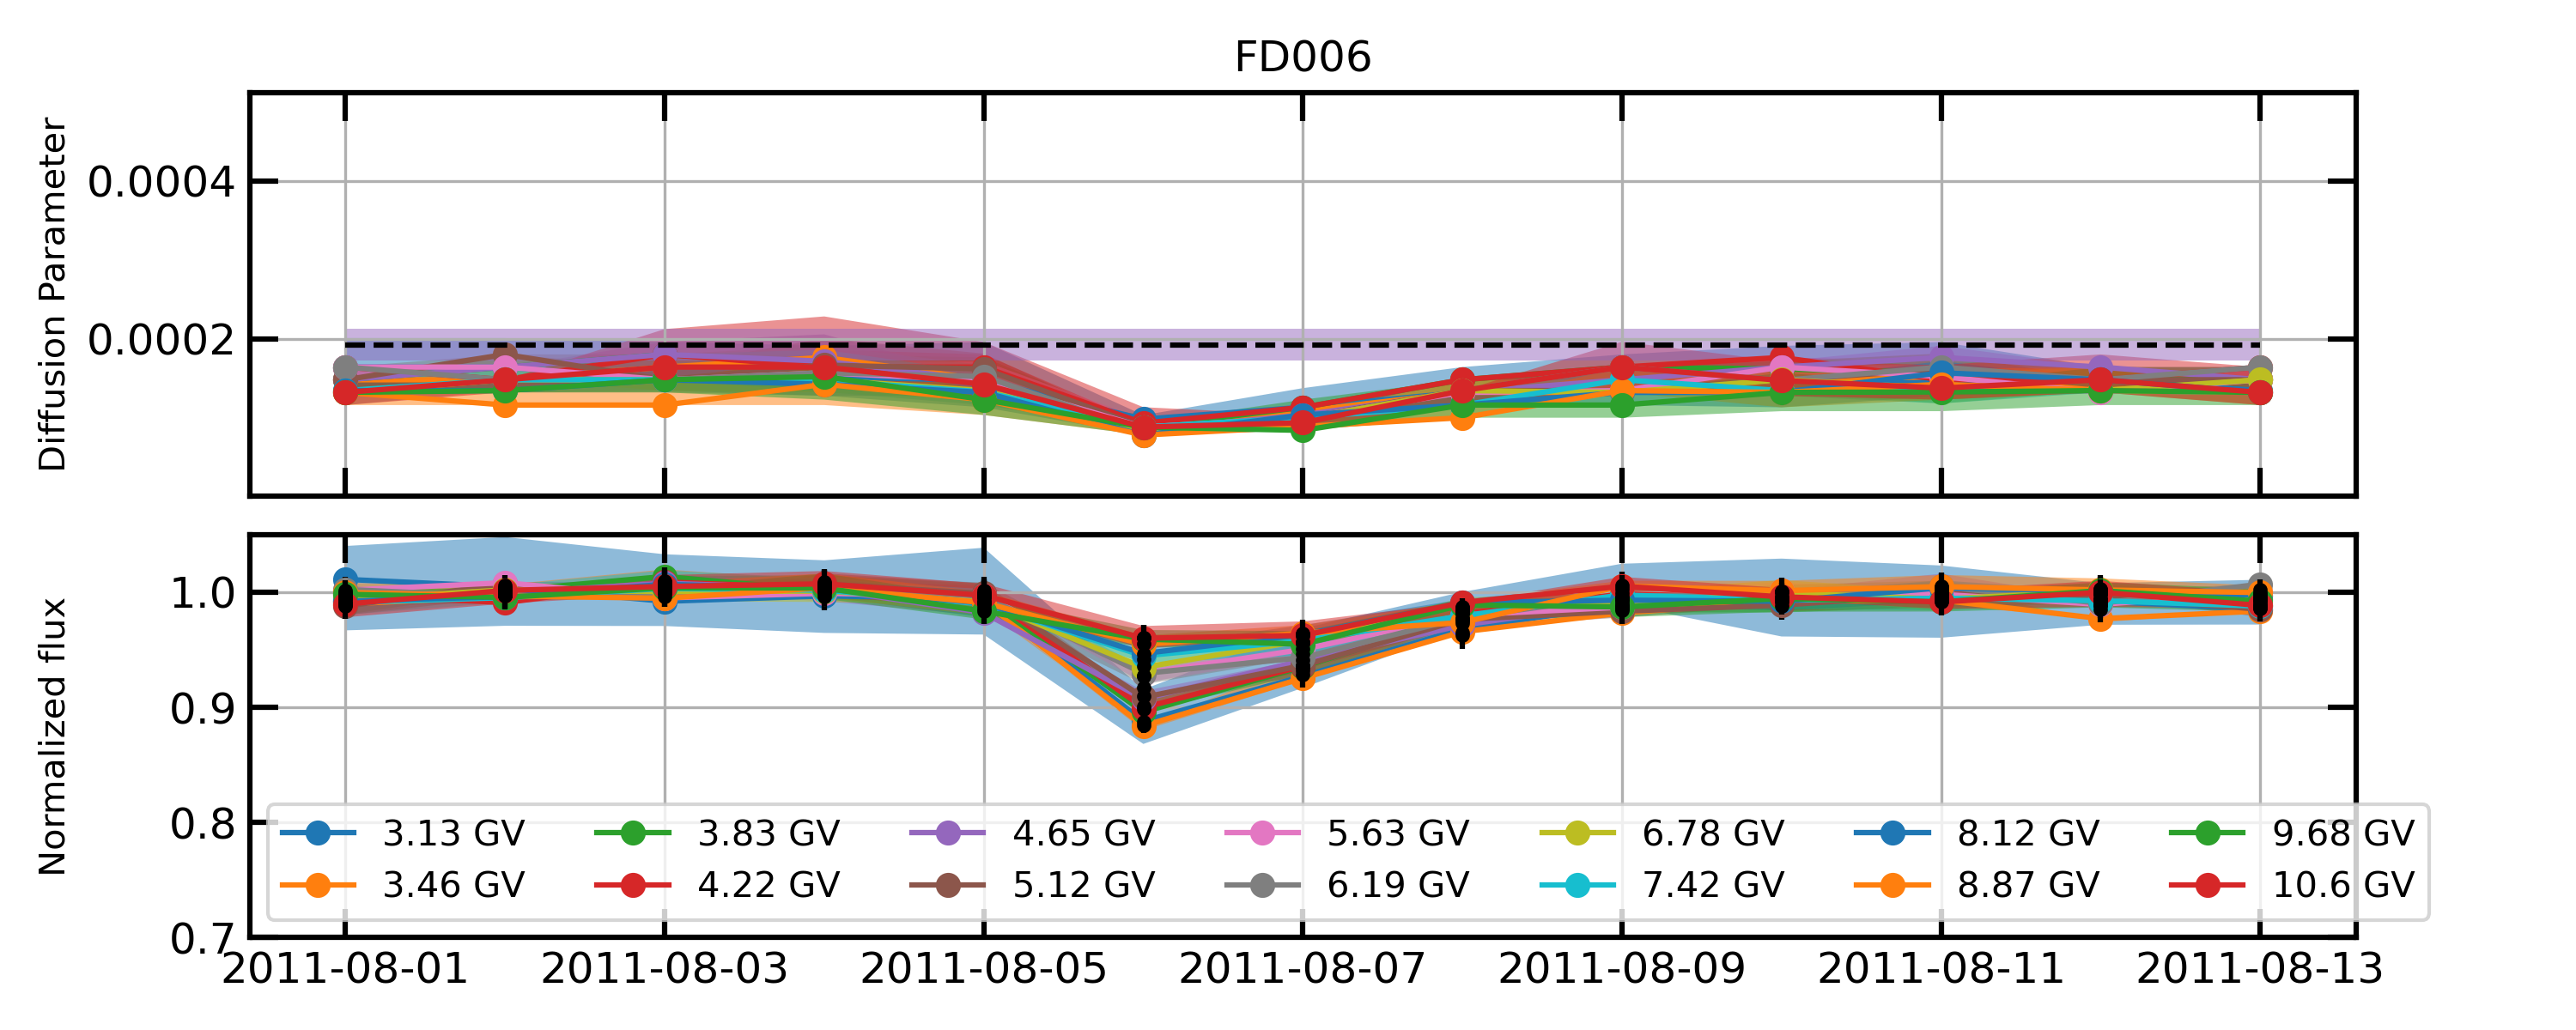 FD006
Diffusion Parameter
0.0004
0.0002
Normalized flux
1.0
0.9
0.8
0.7
3.13 GV 3.83 GV 4.65 GV 5.63 GV 6.78 GV 8.12 GV 9.68 GV
3.46 GV 4.22 GV 5.12 GV 6.19 GV 7.42 GV 8.87 GV 10.6 GV
2011-08-01 2011-08-03 2011-08-05 2011-08-07 2011-08-09 2011-08-11 2011-08-13